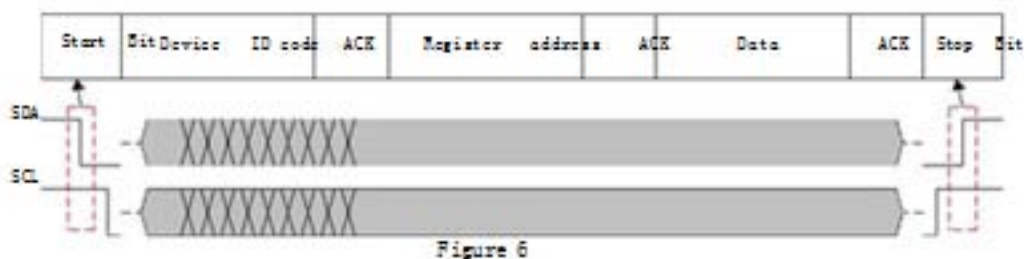 Start Bit Device ID code ACK Register address ACK Data ACK Stop Bit
SDA
SCL
Figure 6